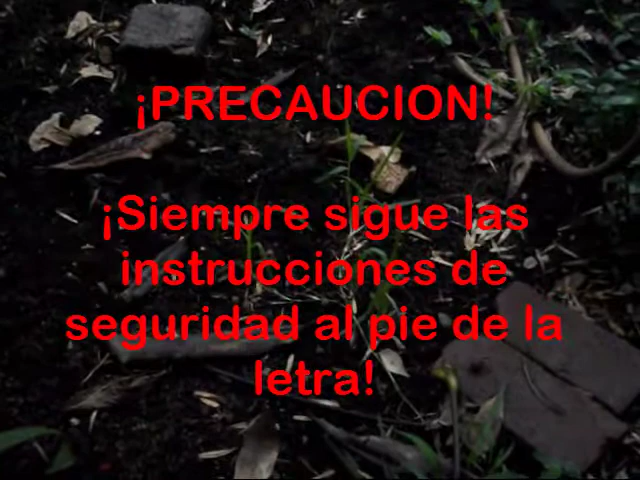 ¡PRECAUCION!
¡Siempre sigue las
instrucciones de
seguridad al pie de la
letra!